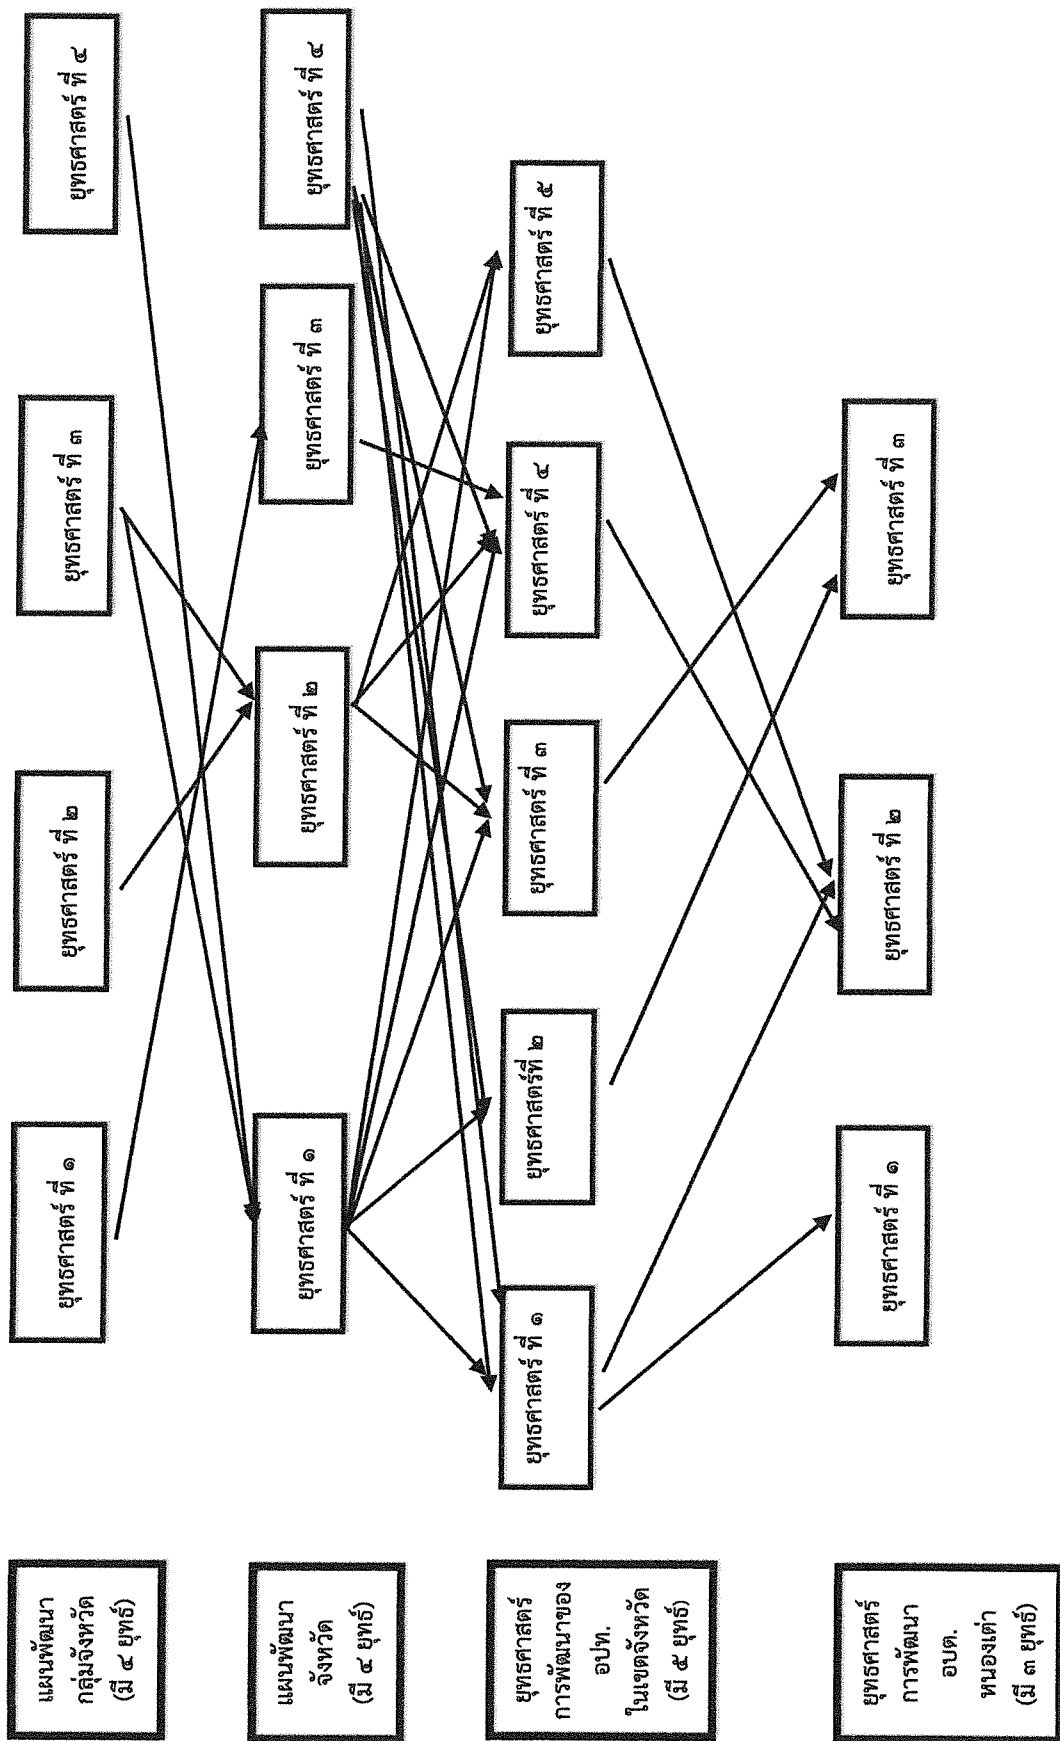 แผนพัฒนา
กลุ่มจังหวัด
(มี ๔ ยุทธ์)
ยุทธศาสตร์ ที่ ๑
ยุทธศาสตร์ ที่ ๒
ยุทธศาสตร์ ที่ ๓
ยุทธศาสตร์ ที่ ๔
แผนพัฒนา
จังหวัด
(มี ๔ ยุทธ์)
ยุทธศาสตร์ ที่ ๑
ยุทธศาสตร์ ที่ ๒
ยุทธศาสตร์ ที่ ๓
ยุทธศาสตร์ ที่ ๔
ยุทธศาสตร์
การพัฒนาของ
อปท.
ในเขตจังหวัด
(มี ๕ ยุทธ์)
ยุทธศาสตร์ ที่ ๑
ยุทธศาสตร์ที่ ๒
ยุทธศาสตร์ ที่ ๓
ยุทธศาสตร์ ที่ ๔
ยุทธศาสตร์ ที่ ๕
ยุทธศาสตร์
การพัฒนา
อบต.
หนองเต่า
(มี ๓ ยุทธ์)
ยุทธศาสตร์ ที่ ๑
ยุทธศาสตร์ ที่ ๒
ยุทธศาสตร์ ที่ ๓